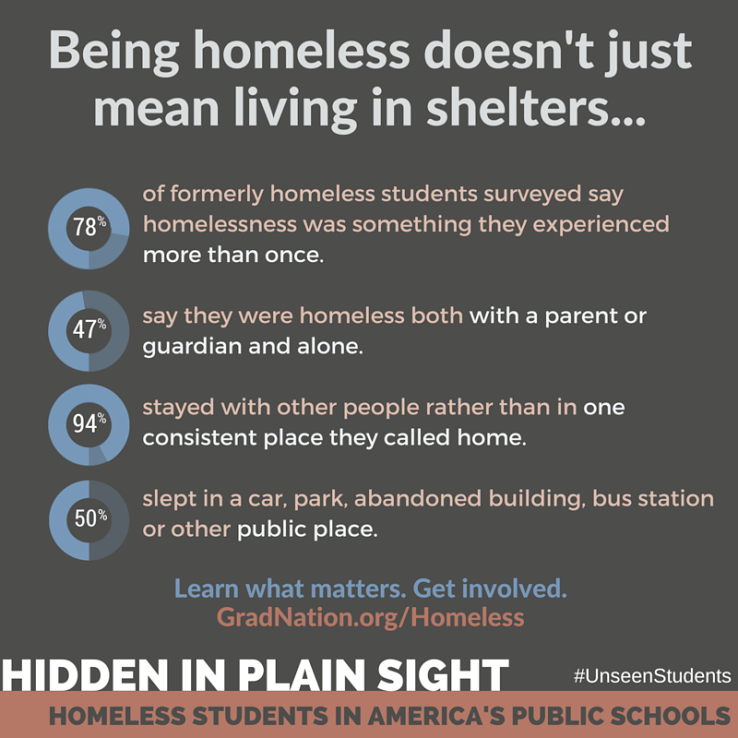 Being homeless doesn't just
mean living in shelters...
78%
of formerly homeless students surveyed say
homelessness was something they experienced
more than once.
47%
say they were homeless both with a parent or
guardian and alone.
94%
stayed with other people rather than in one
consistent place they called home.
50%
slept in a car, park, abandoned building, bus station
or other public place.
Learn what matters. Get involved.
GradNation.org/Homeless
HIDDEN IN PLAIN SIGHT
#UnseenStudents
HOMELESS STUDENTS IN AMERICA'S PUBLIC SCHOOLS